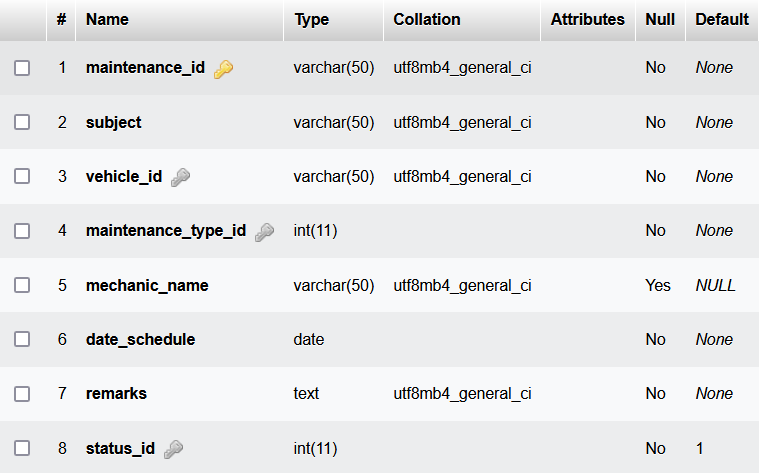 # Name Type Collation Attributes Null Default
1 maintenance_id varchar(50) utf8mb4_general_ci No None
2 subject varchar(50) utf8mb4_general_ci No None
3 vehicle_id varchar(50) utf8mb4_general_ci No None
4 maintenance_type_id int(11) No None
5 mechanic_name varchar(50) utf8mb4_general_ci Yes NULL
6 date_schedule date No None
7 remarks text utf8mb4_general_ci No None
8 status_id int(11) No 1